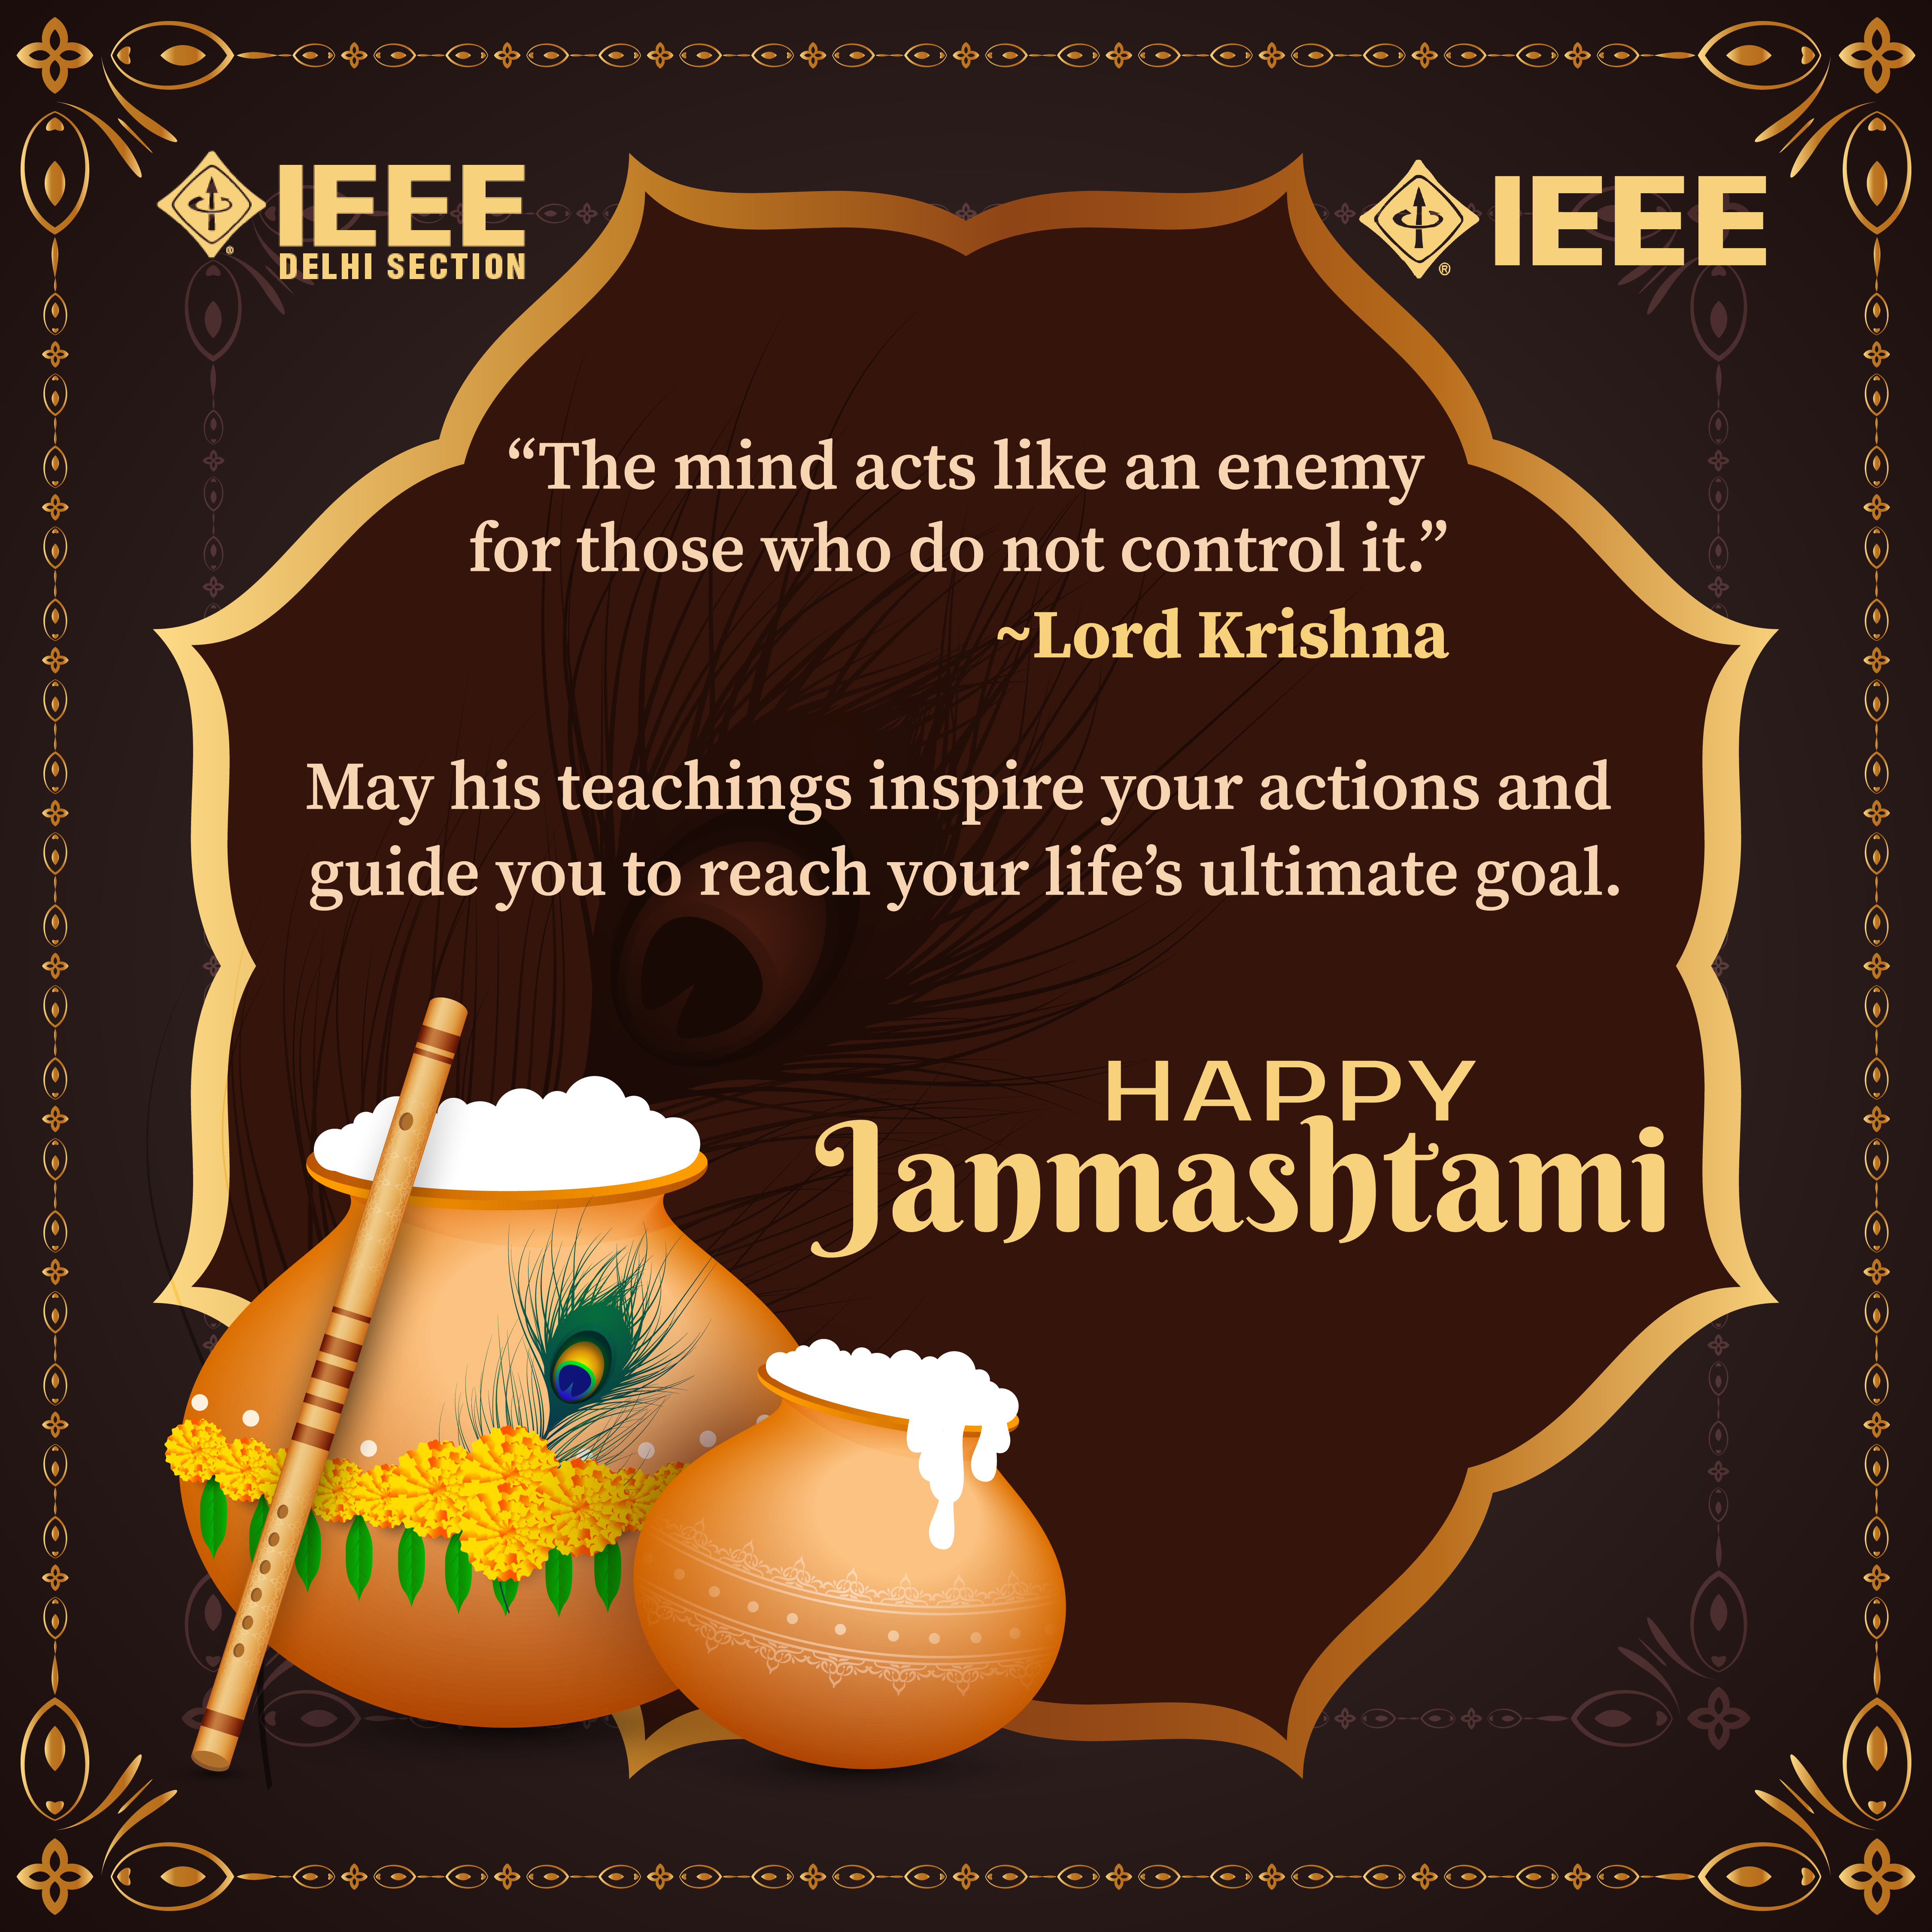 IEEE
DELHI SECTION
IEEE
“The mind acts like an enemy
for those who do not control it.”
~Lord Krishna
May his teachings inspire your actions and
guide you to reach your life’s ultimate goal.
HAPPY
Janmashtami